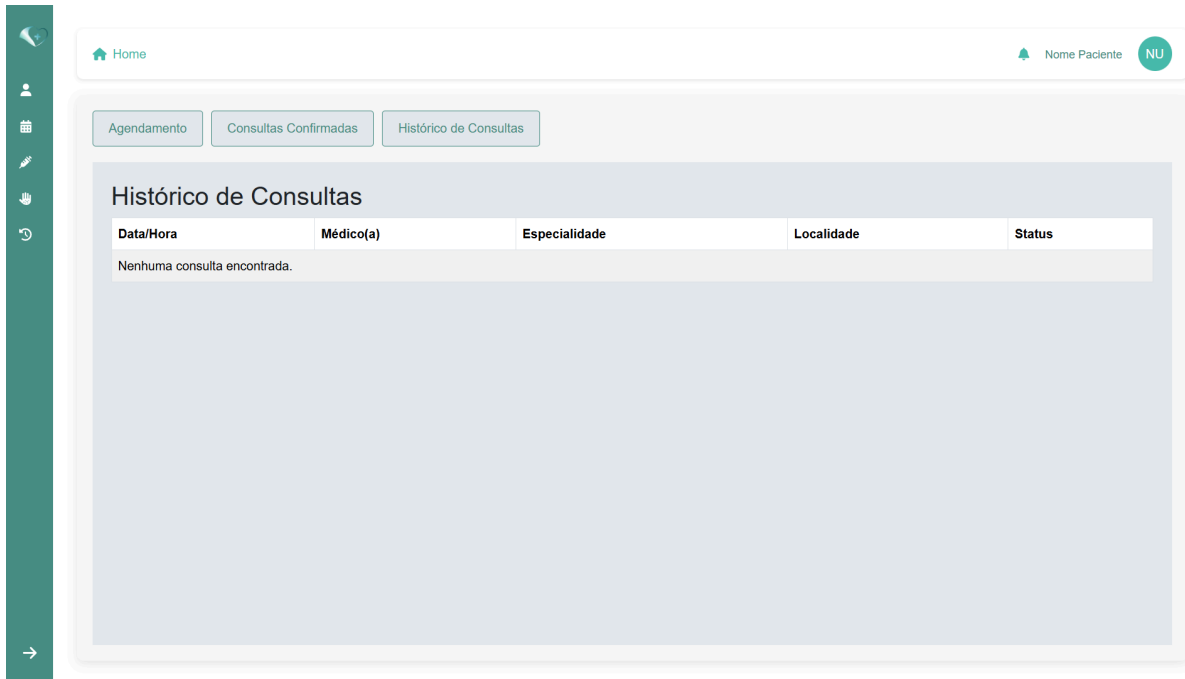 Home
Nome Paciente
NU
Agendamento
Consultas Confirmadas
Histórico de Consultas
Histórico de Consultas
Data/Hora Médico(a) Especialidade Localidade Status
Nenhuma consulta encontrada.